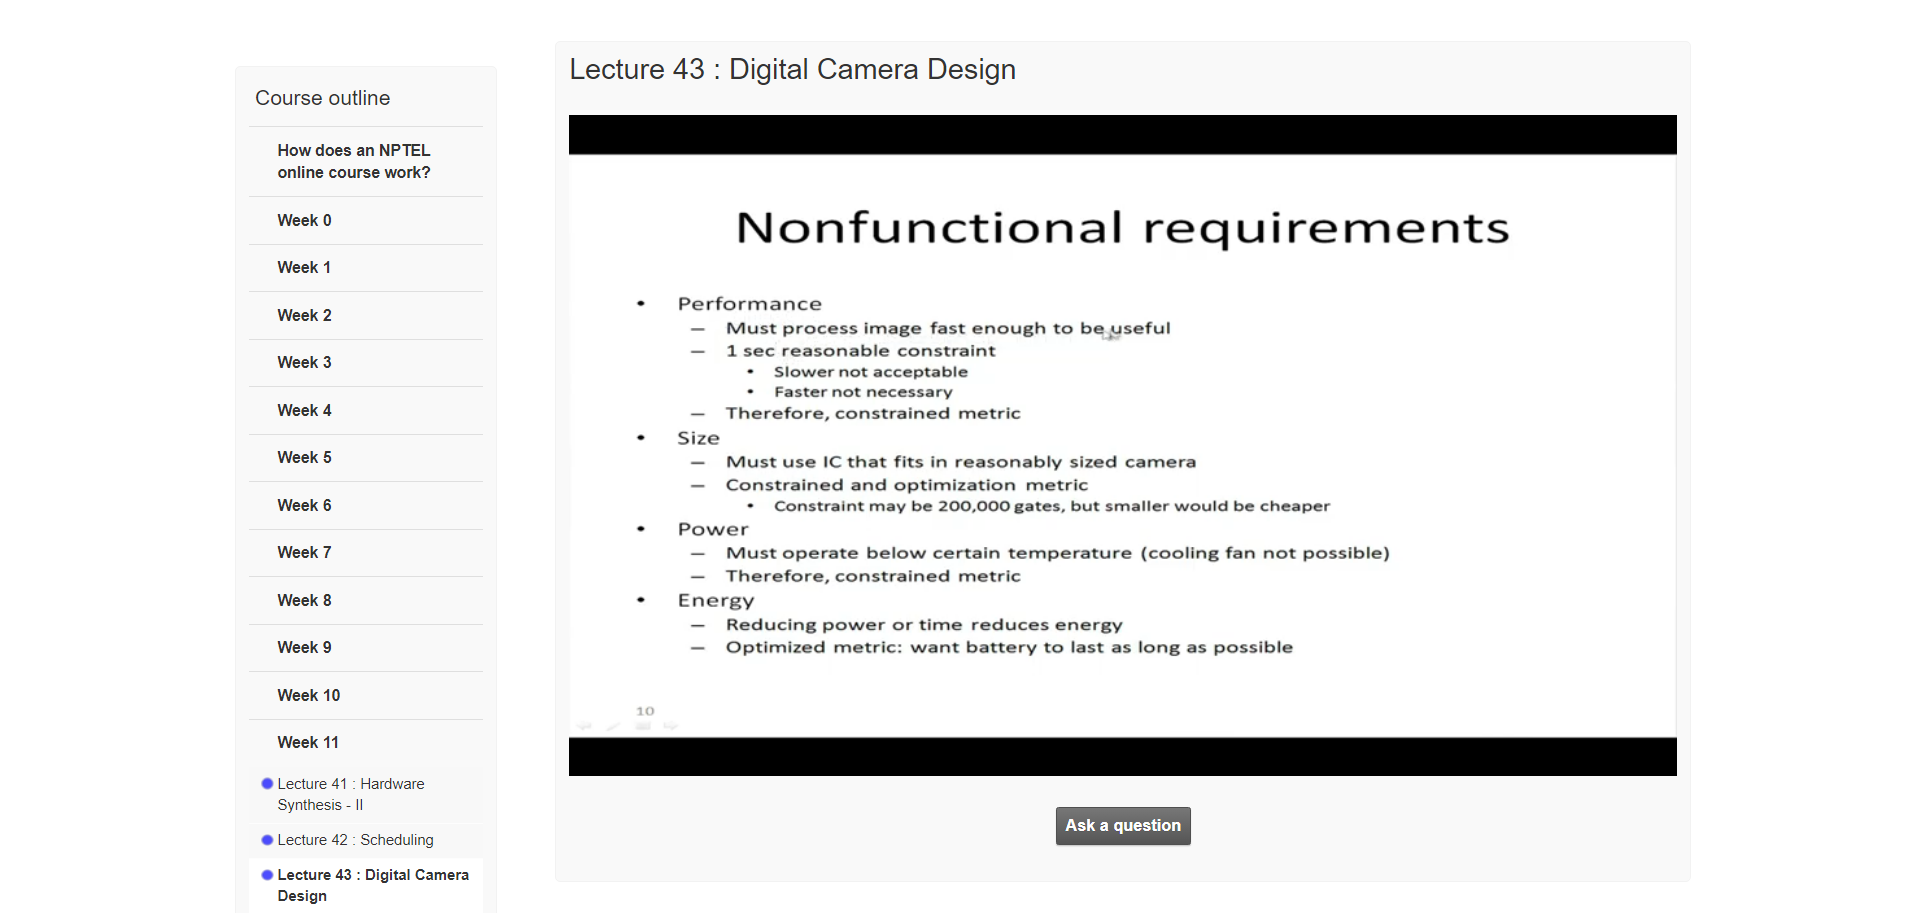 Course outline
How does an NPTEL
online course work?
Week 0
Week 1
Week 2
Week 3
Week 4
Week 5
Week 6
Week 7
Week 8
Week 9
Week 10
Week 11
Lecture 41 : Hardware
Synthesis - II
Lecture 42 : Scheduling
Lecture 43 : Digital Camera
Design
Lecture 43 : Digital Camera Design
Nonfunctional requirements
• Performance
– Must process image fast enough to be useful
– 1 sec reasonable constraint
• Slower not acceptable
• Faster not necessary
– Therefore, constrained metric
• Size
– Must use IC that fits in reasonably sized camera
– Constrained and optimization metric
• Constraint may be 200,000 gates, but smaller would be cheaper
• Power
– Must operate below certain temperature (cooling fan not possible)
– Therefore, constrained metric
• Energy
– Reducing power or time reduces energy
– Optimized metric: want battery to last as long as possible
10
Ask a question